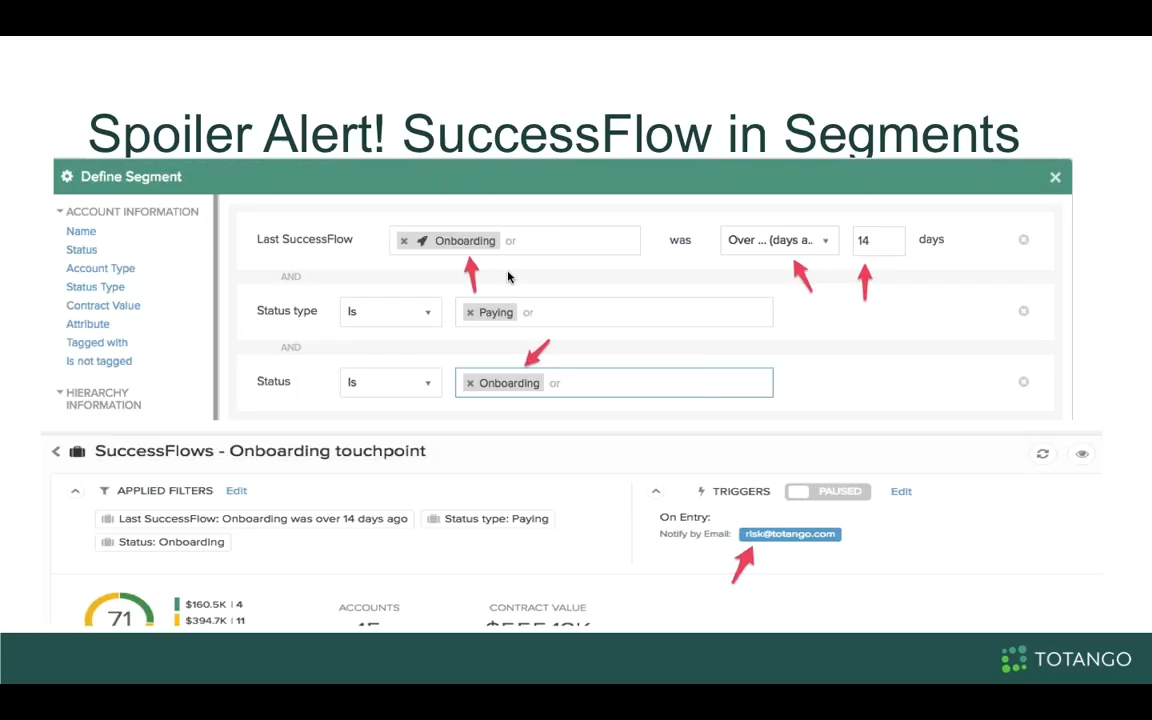 Spoiler Alert! SuccessFlow in Segments
Define Segment
ACCOUNT INFORMATION
Name
Status
Account Type
Status Type
Contract Value
Attribute
Tagged with
Is not tagged
HIERARCHY
INFORMATION
Last SuccessFlow Onboarding or was Over ... (days a.. 14 days
AND
Status type Is Paying or
AND
Status Is Onboarding or
SuccessFlows - Onboarding touchpoint
APPLIED FILTERS Edit
Last SuccessFlow: Onboarding was over 14 days ago Status type: Paying
Status: Onboarding
TRIGGERS PAUSED Edit
On Entry:
Notify by Email: risk@totango.com
71
$160.5K | 4
$394.7K | 11
ACCOUNTS
CONTRACT VALUE
TOTANGO